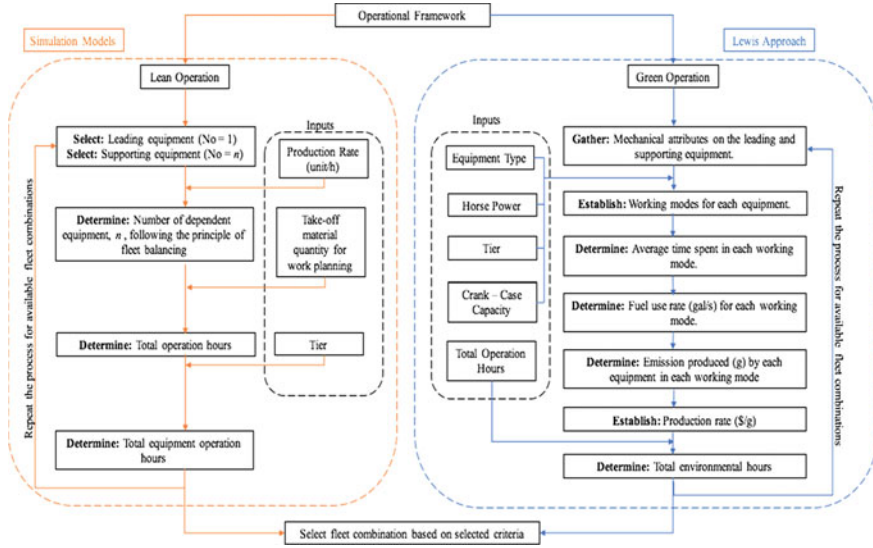 Operational Framework
Simulation Models
Lewis Approach
Lean Operation
Select: Leading equipment (No = 1)
Select: Supporting equipment (No = n)
Inputs
Production Rate
(unit/h)
Determine: Number of dependent
equipment, n , following the principle of
fleet balancing
Take-off
material
quantity for
work planning
Determine: Total operation hours
Tier
Determine: Total equipment operation
hours
Repeat the process for available fleet combinations
Green Operation
Inputs
Gather: Mechanical attributes on the leading and
supporting equipment.
Equipment Type
Establish: Working modes for each equipment.
Horse Power
Determine: Average time spent in each working
mode.
Tier
Determine: Fuel use rate (gal/s) for each working
mode.
Crank – Case
Capacity
Determine: Emission produced (g) by each
equipment in each working mode
Total Operation
Hours
Establish: Production rate ($/g)
Determine: Total environmental hours
Repeat the process for available fleet combinations
Select fleet combination based on selected criteria